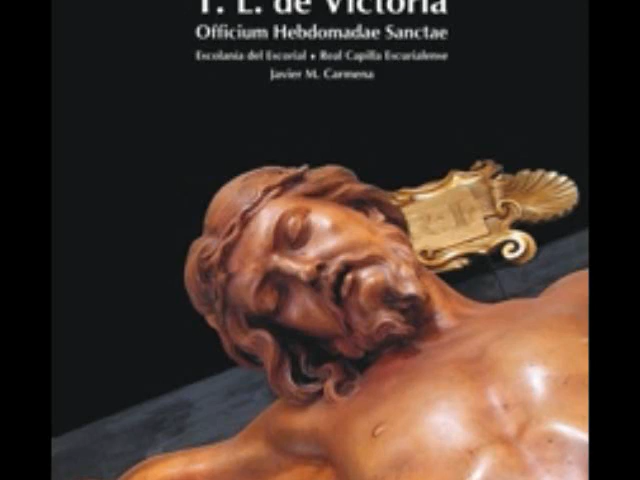 T. L. de Victoria
Officium Hebdomadae Sanctae
Escolanía del Escorial • Real Capilla Escurialense
Javier M. Carmena